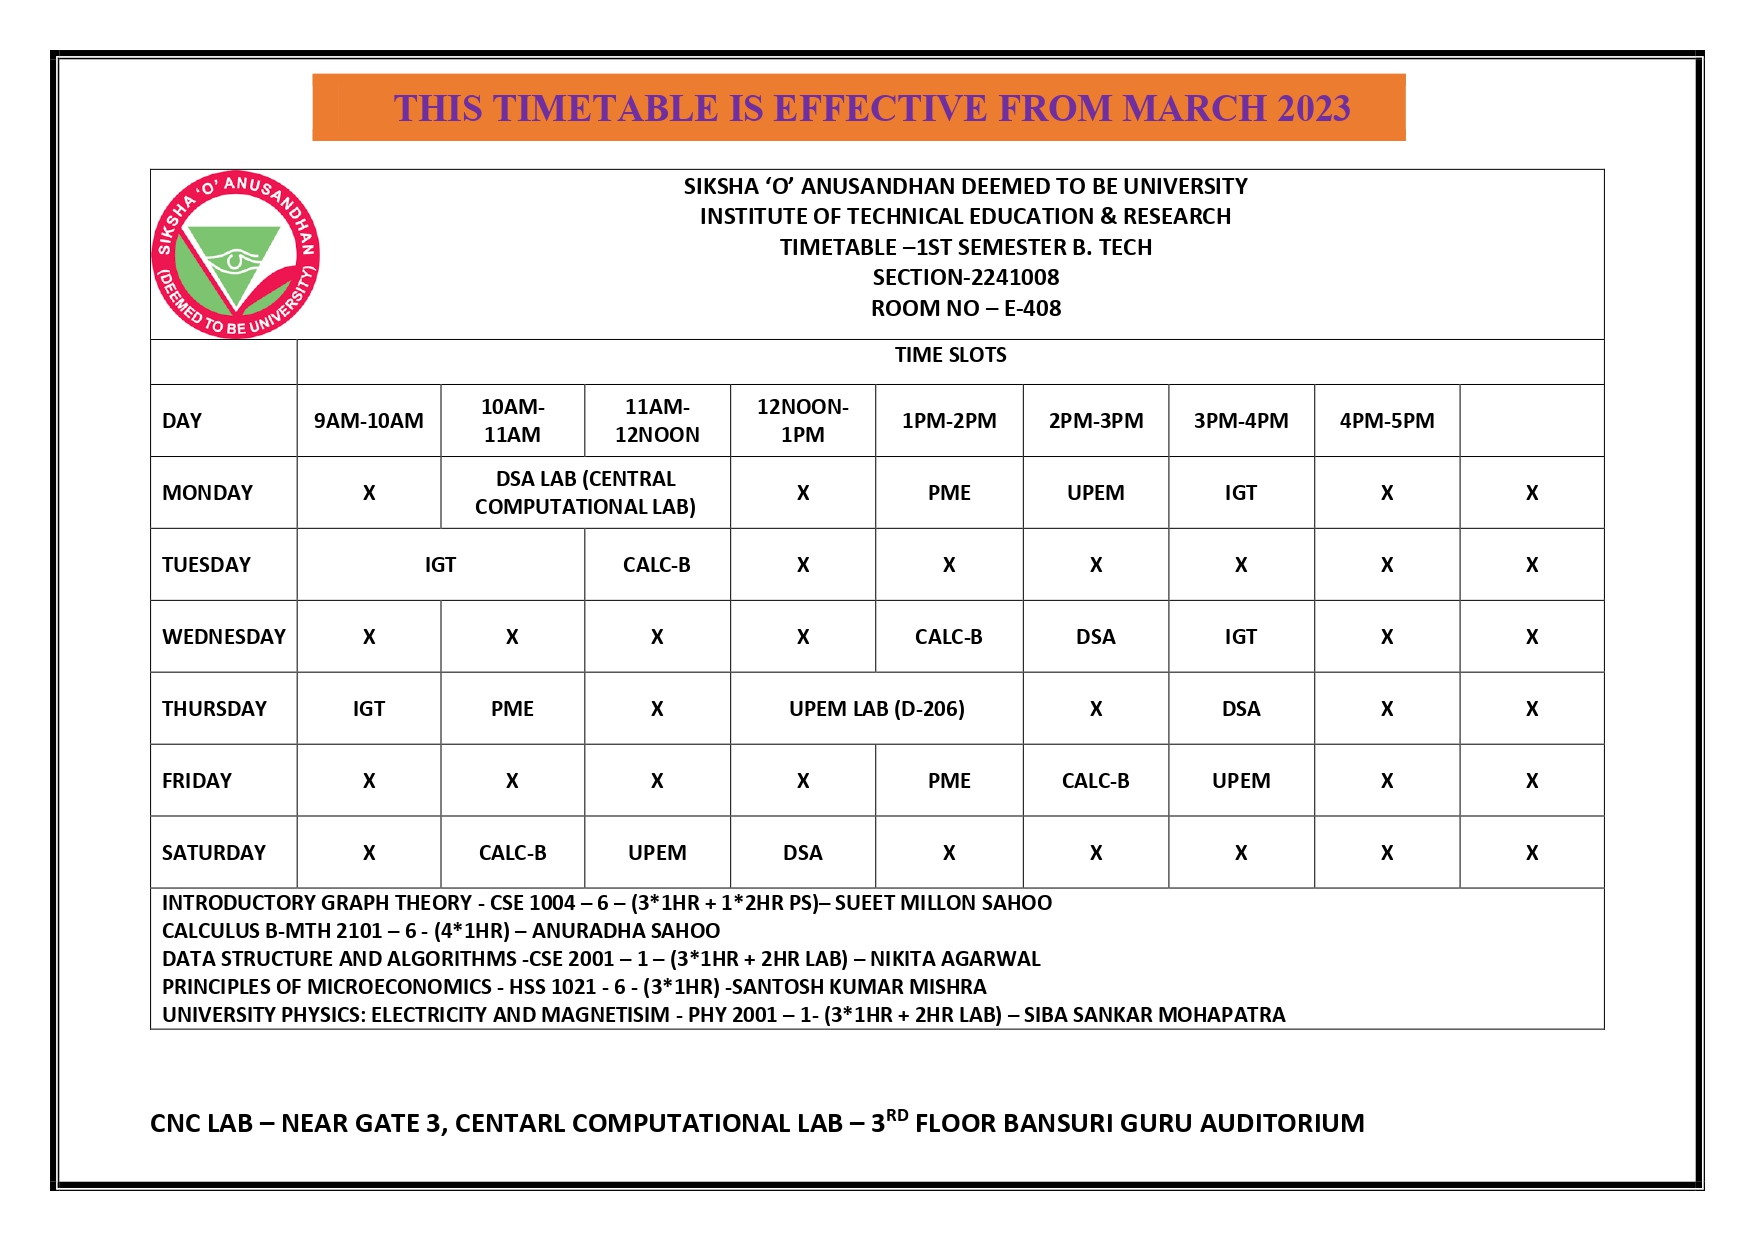 THIS TIMETABLE IS EFFECTIVE FROM MARCH 2023
SIKSHA 'O' ANUSANDHAN
(DEEMED TO BE UNIVERSITY)
SIKSHA ‘O’ ANUSANDHAN DEEMED TO BE UNIVERSITY
INSTITUTE OF TECHNICAL EDUCATION & RESEARCH
TIMETABLE –1ST SEMESTER B. TECH
SECTION-2241008
ROOM NO – E-408
TIME SLOTS
DAY 9AM-10AM 10AM-11AM 11AM-12NOON 12NOON-1PM 1PM-2PM 2PM-3PM 3PM-4PM 4PM-5PM
MONDAY X DSA LAB (CENTRAL COMPUTATIONAL LAB) X PME UPEM IGT X X
TUESDAY IGT CALC-B X X X X X X
WEDNESDAY X X X X CALC-B DSA IGT X X
THURSDAY IGT PME X UPEM LAB (D-206) X DSA X X
FRIDAY X X X X PME CALC-B UPEM X X
SATURDAY X CALC-B UPEM DSA X X X X X
INTRODUCTORY GRAPH THEORY - CSE 1004 – 6 – (3*1HR + 1*2HR PS)– SUEET MILLON SAHOO
CALCULUS B-MTH 2101 – 6 - (4*1HR) – ANURADHA SAHOO
DATA STRUCTURE AND ALGORITHMS -CSE 2001 – 1 – (3*1HR + 2HR LAB) – NIKITA AGARWAL
PRINCIPLES OF MICROECONOMICS - HSS 1021 - 6 - (3*1HR) -SANTOSH KUMAR MISHRA
UNIVERSITY PHYSICS: ELECTRICITY AND MAGNETISIM - PHY 2001 – 1- (3*1HR + 2HR LAB) – SIBA SANKAR MOHAPATRA
CNC LAB – NEAR GATE 3, CENTARL COMPUTATIONAL LAB – 3RD FLOOR BANSURI GURU AUDITORIUM